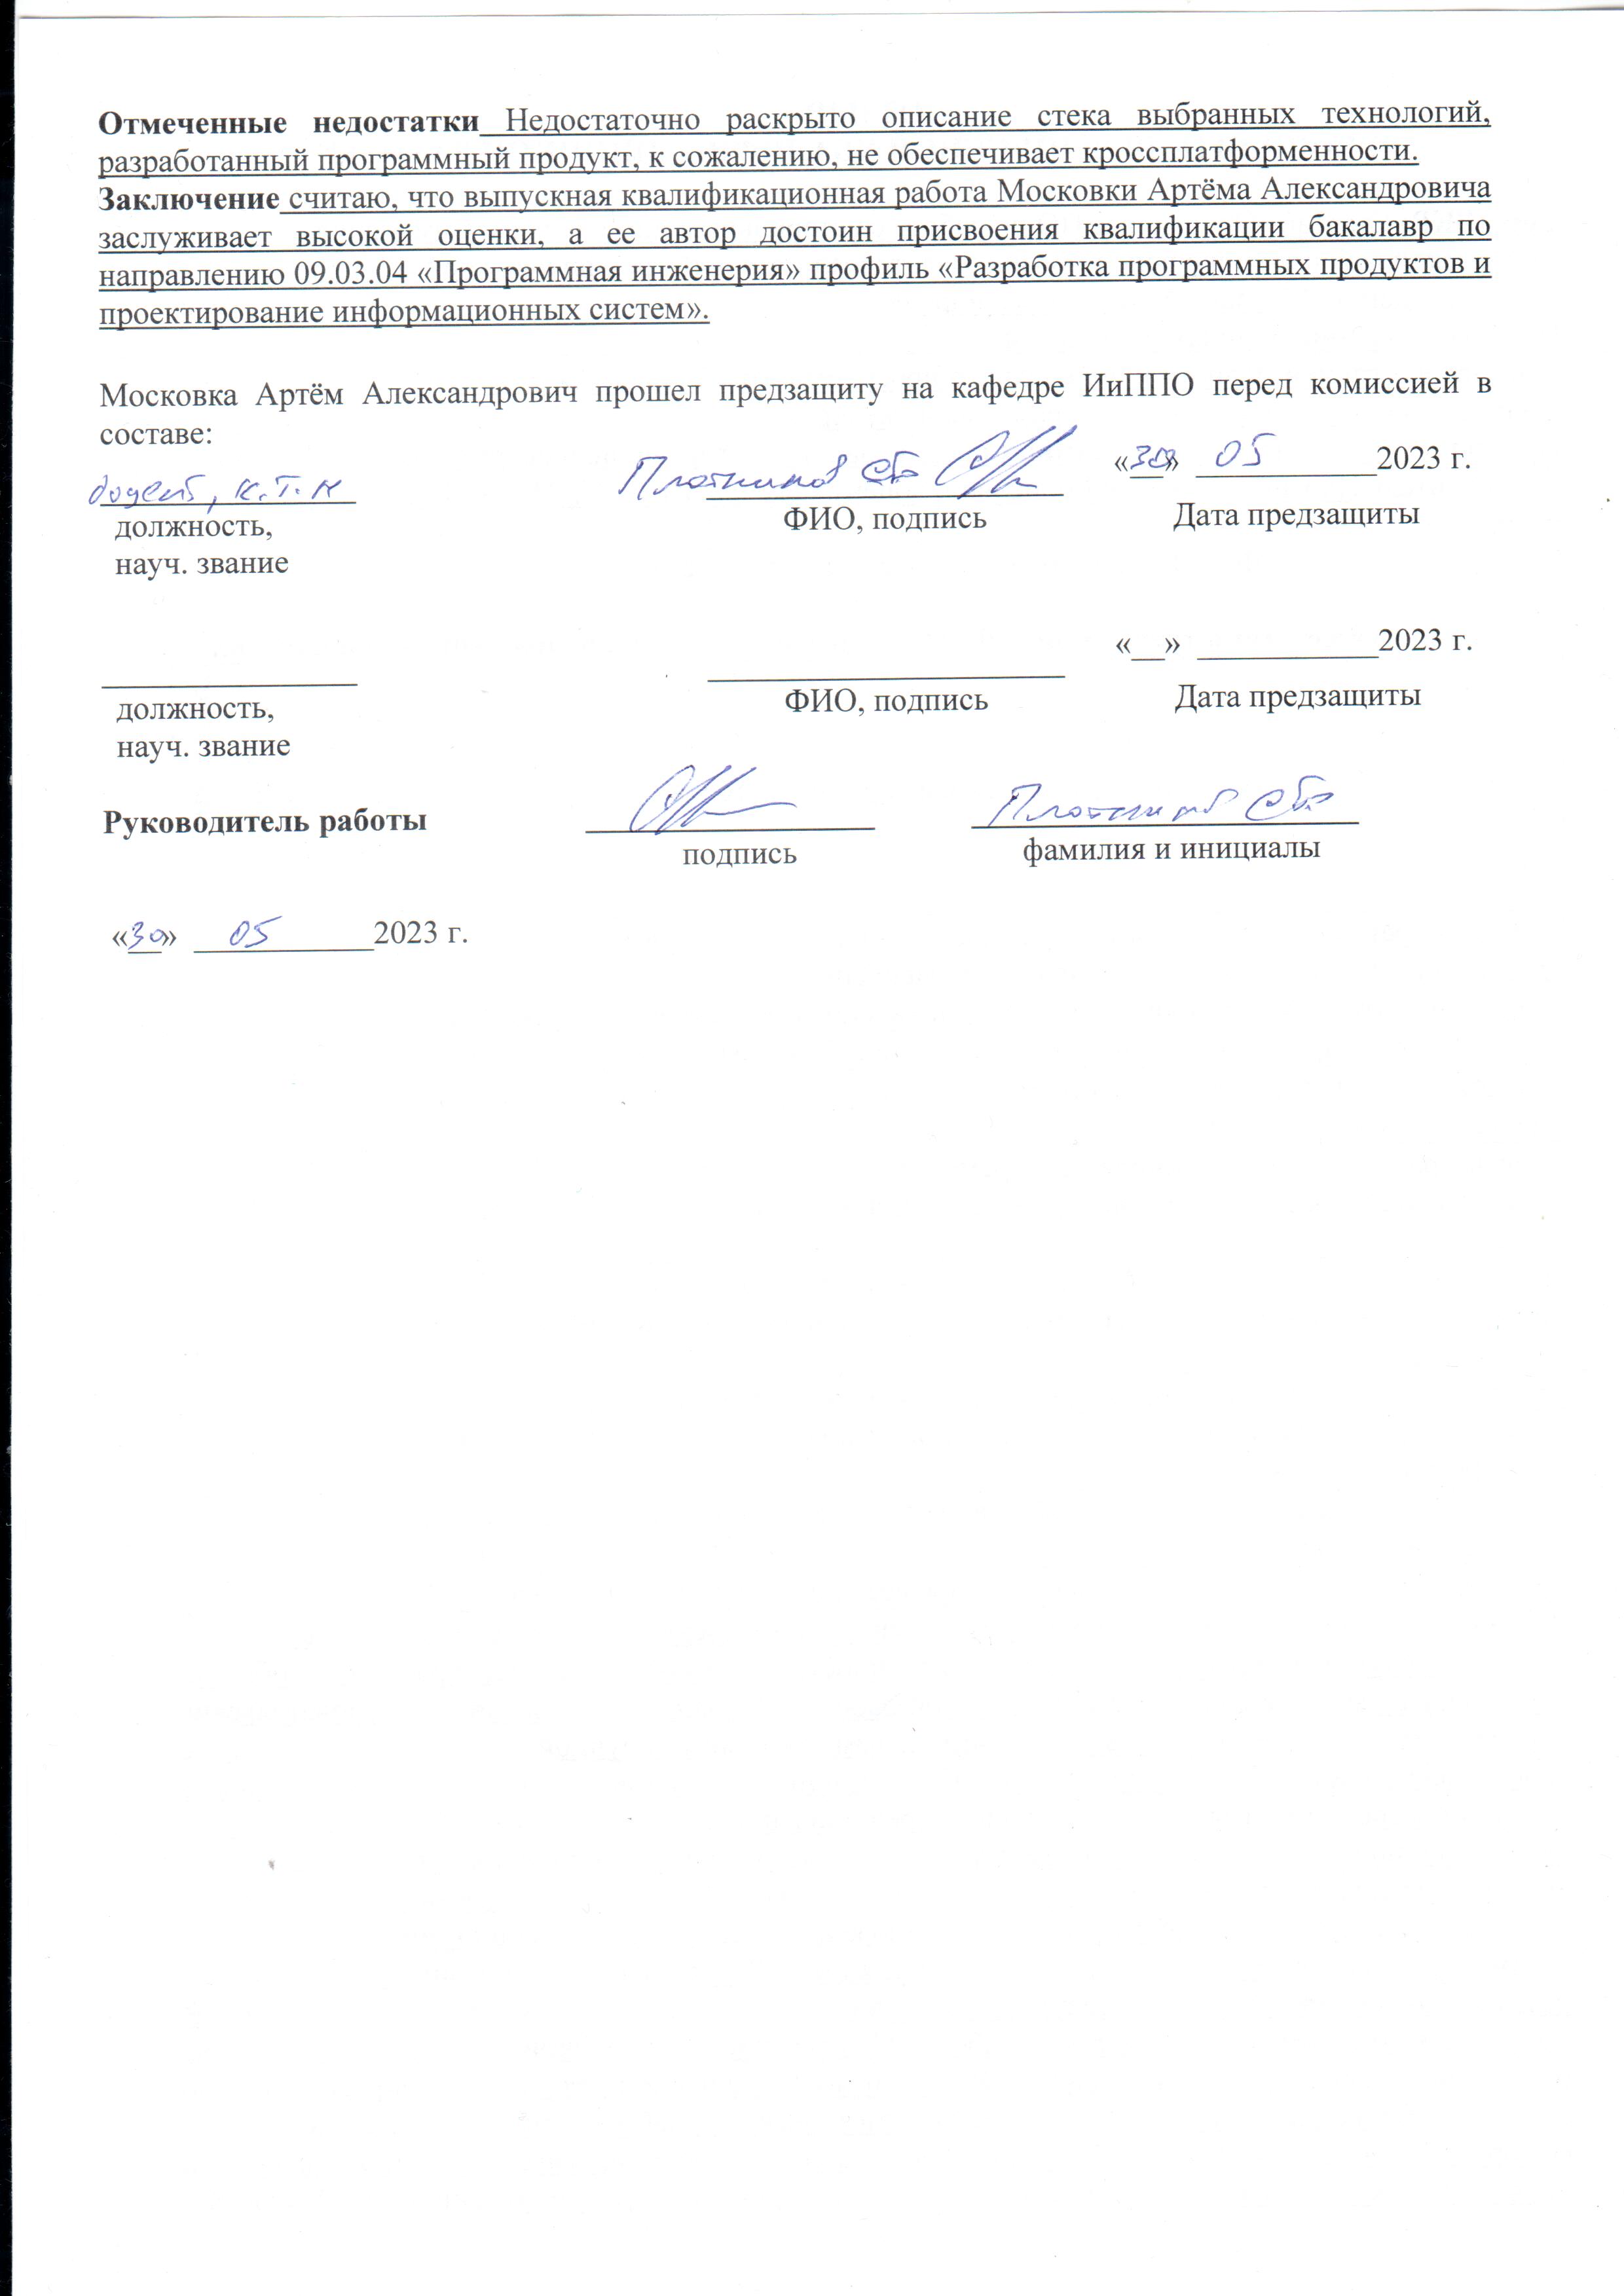 Отмеченные недостатки Недостаточно раскрыто описание стека выбранных технологий,
разработанный программный продукт, к сожалению, не обеспечивает кроссплатформенности.
Заключение считаю, что выпускная квалификационная работа Московки Артёма Александровича
заслуживает высокой оценки, а ее автор достоин присвоения квалификации бакалавр по
направлению 09.03.04 «Программная инженерия» профиль «Разработка программных продуктов и
проектирование информационных систем».
Московка Артём Александрович прошел предзащиту на кафедре ИиППО перед комиссией в
составе:
доцент, к.т.н Плотников СБ «30» 05 2023 г.
должность, ФИО, подпись Дата предзащиты
науч. звание
«__» ___________2023 г.
должность, ФИО, подпись Дата предзащиты
науч. звание
Руководитель работы Плотников СБ
подпись фамилия и инициалы
«30» 05 2023 г.